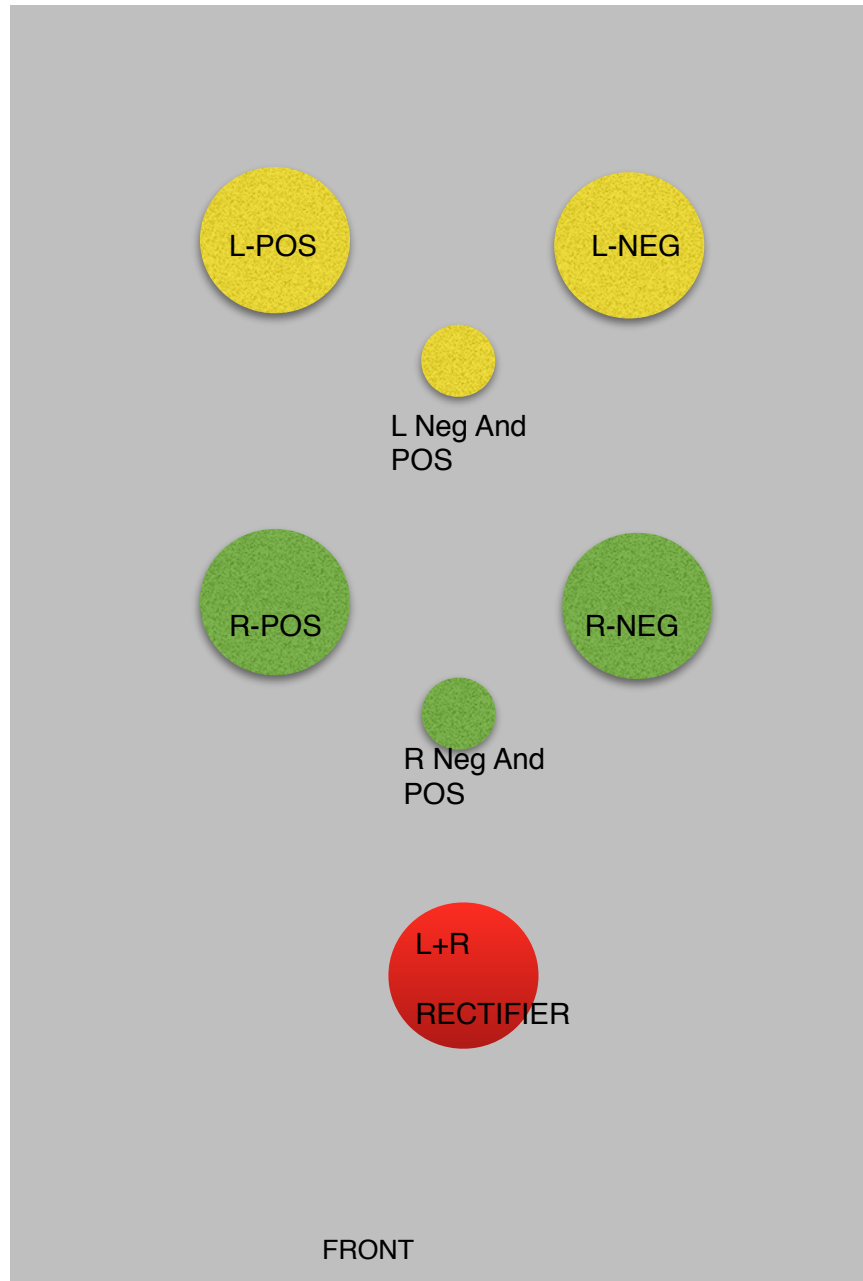 L-POS
L-NEG
L Neg And
POS
R-POS
R-NEG
R Neg And
POS
L+R
RECTIFIER
FRONT